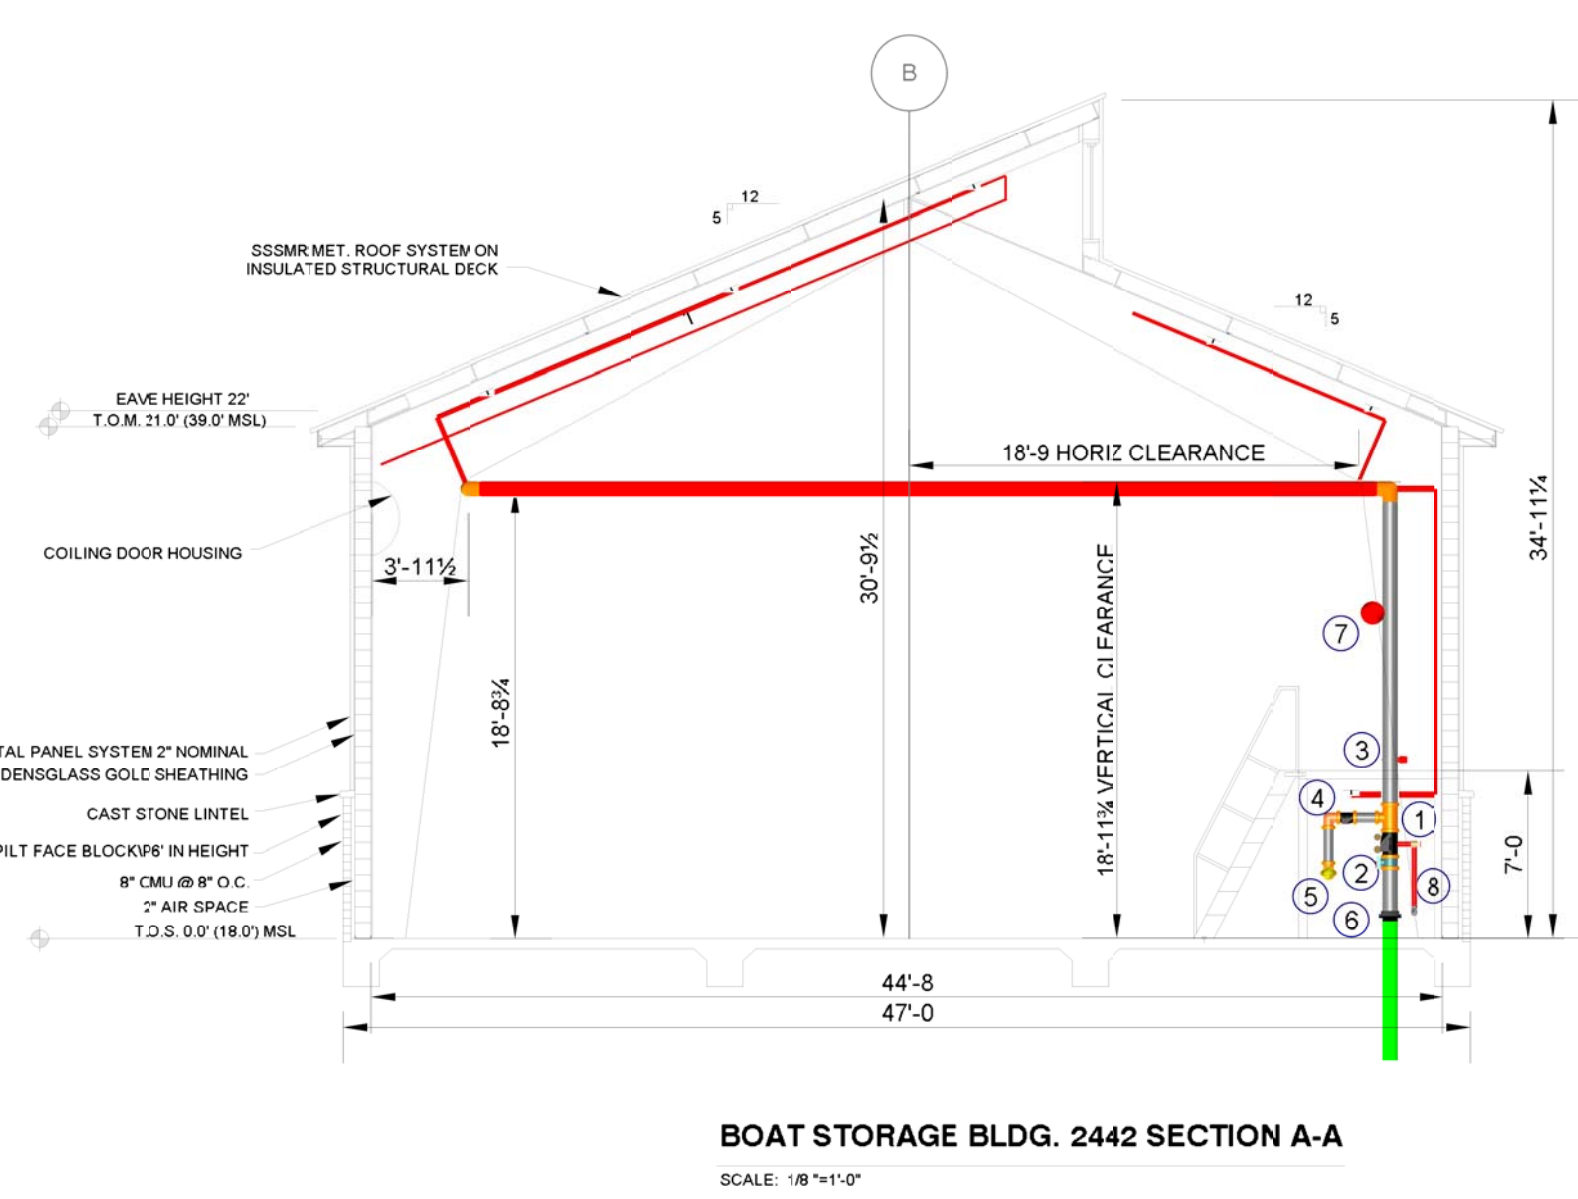 B
12
5
SSSMR MET. ROOF SYSTEM ON
INSULATED STRUCTURAL DECK
12
5
EAVE HEIGHT 22'
T.O.M. 21.0' (39.0' MSL)
18'-9 HORIZ CLEARANCE
34'-11¼
COILING DOOR HOUSING
3'-11½
30'-9½
18'-8¾
18'-11¾ VERTICAL CLEARANCE
7
3
4
1
2
5
8
6
7'-0
TAL PANEL SYSTEM 2" NOMINAL
DENSGLASS GOLD SHEATHING
CAST STONE LINTEL
PILT FACE BLOCK\P6' IN HEIGHT
8" CMU @ 8" O.C.
2" AIR SPACE
T.O.S. 0.0' (18.0') MSL
44'-8
47'-0
BOAT STORAGE BLDG. 2442 SECTION A-A
SCALE: 1/8 "=1'-0"